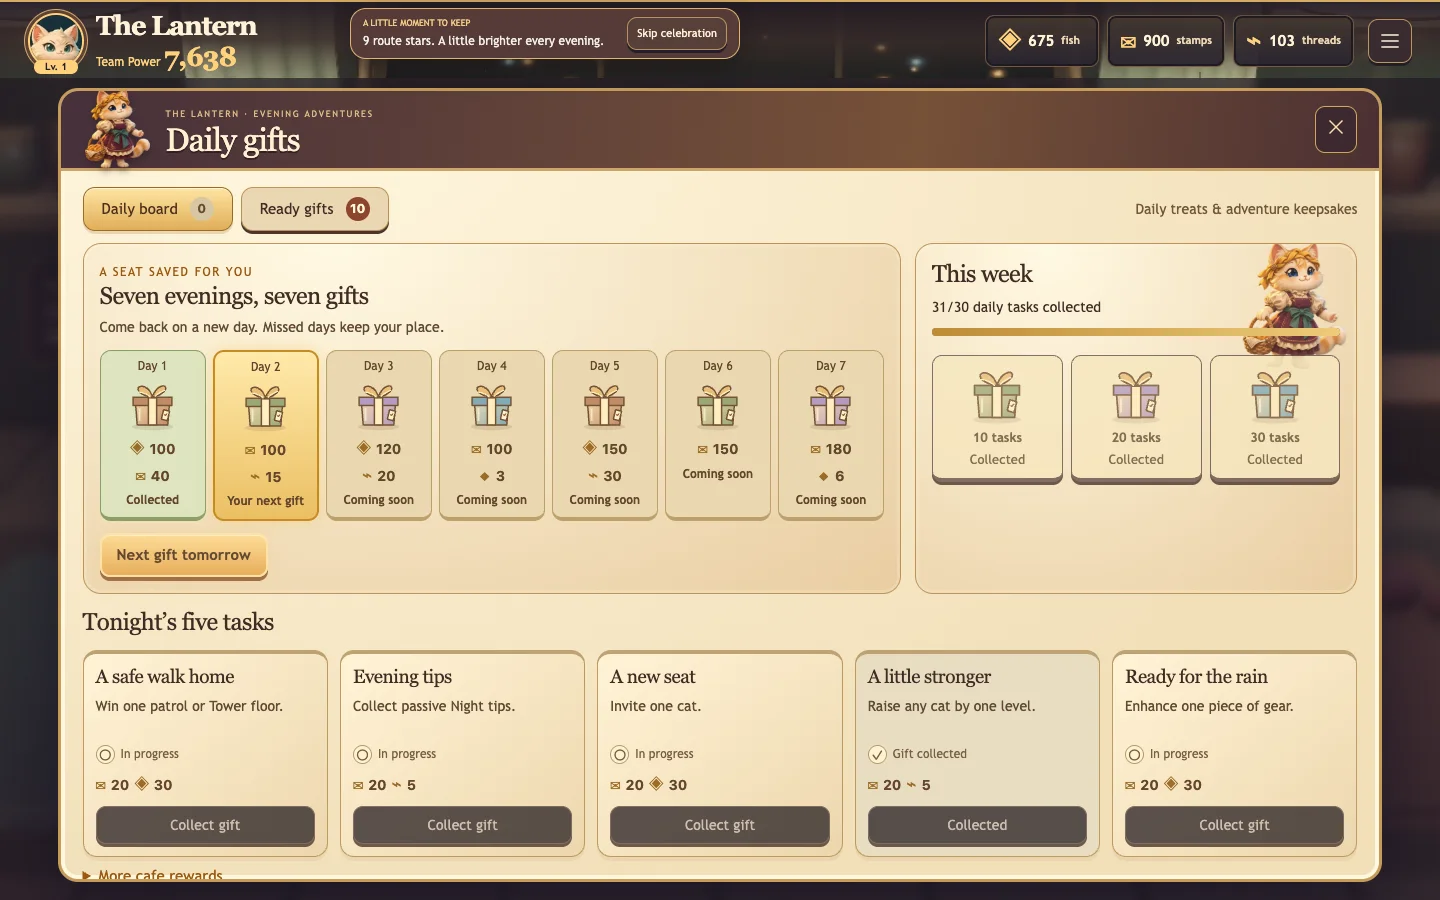 The Lantern
Team Power 7,638
Lv. 1
A LITTLE MOMENT TO KEEP
9 route stars. A little brighter every evening.
Skip celebration
675 fish
900 stamps
103 threads
THE LANTERN · EVENING ADVENTURES
Daily gifts
Daily board 0
Ready gifts 10
Daily treats & adventure keepsakes
A SEAT SAVED FOR YOU
Seven evenings, seven gifts
Come back on a new day. Missed days keep your place.
Day 1
100
40
Collected
Day 2
100
15
Your next gift
Day 3
120
20
Coming soon
Day 4
100
3
Coming soon
Day 5
150
30
Coming soon
Day 6
150
Coming soon
Day 7
180
6
Coming soon
Next gift tomorrow
This week
31/30 daily tasks collected
10 tasks
Collected
20 tasks
Collected
30 tasks
Collected
Tonight's five tasks
A safe walk home
Win one patrol or Tower floor.
In progress
20 30
Collect gift
Evening tips
Collect passive Night tips.
In progress
20 5
Collect gift
A new seat
Invite one cat.
In progress
20 30
Collect gift
A little stronger
Raise any cat by one level.
Gift collected
20 5
Collected
Ready for the rain
Enhance one piece of gear.
In progress
20 30
Collect gift
More cafe rewards